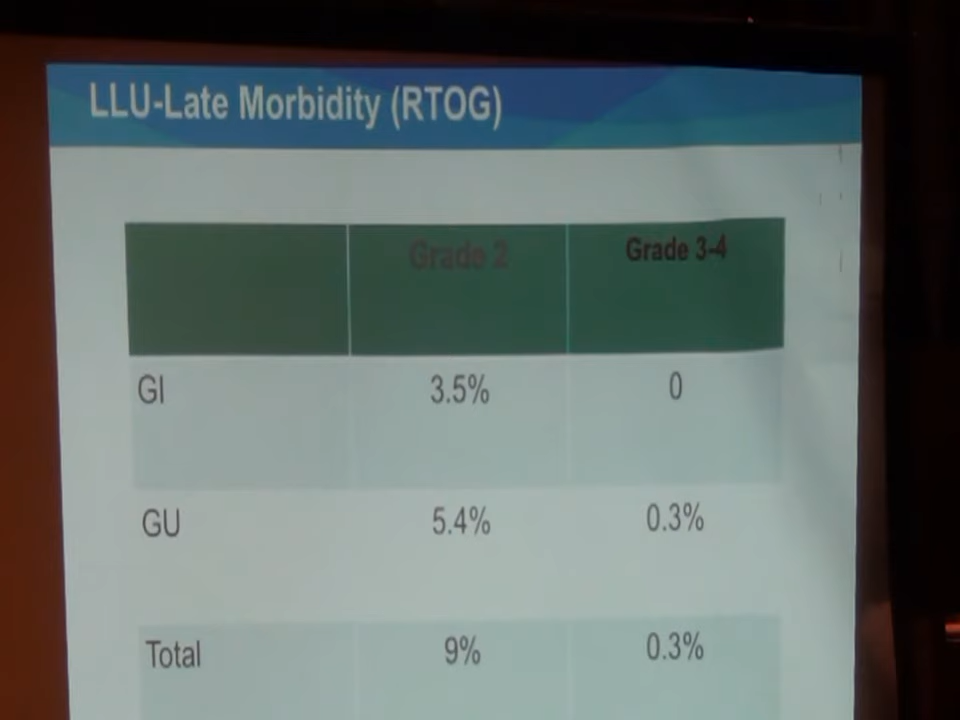 LLU-Late Morbidity (RTOG)
Grade 2 Grade 3-4
GI 3.5% 0
GU 5.4% 0.3%
Total 9% 0.3%